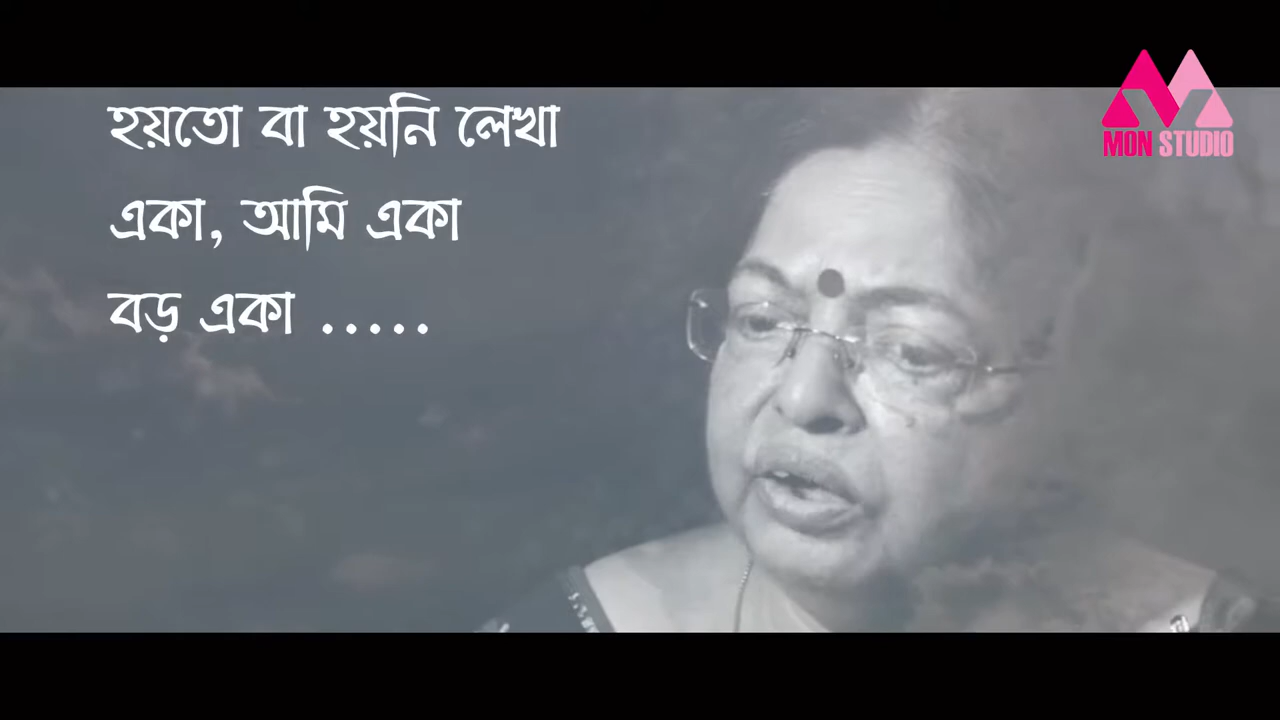 হয়তো বা হয়নি লেখা
একা, আমি একা
বড় একা .....
MON STUDIO